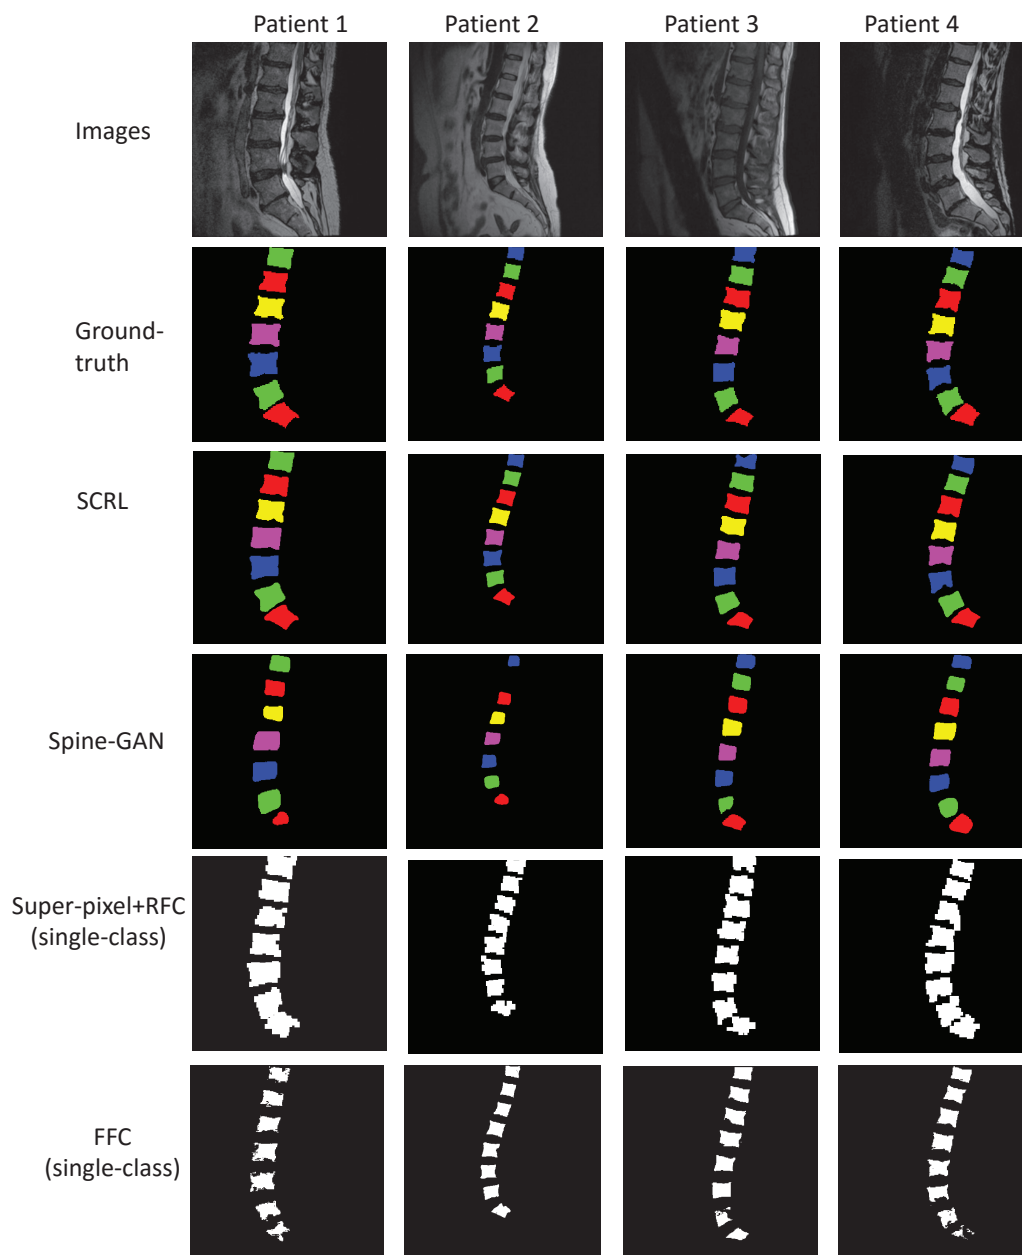 Patient 1
Patient 2
Patient 3
Patient 4
Images
Ground-
truth
SCRL
Spine-GAN
Super-pixel+RFC
(single-class)
FFC
(single-class)